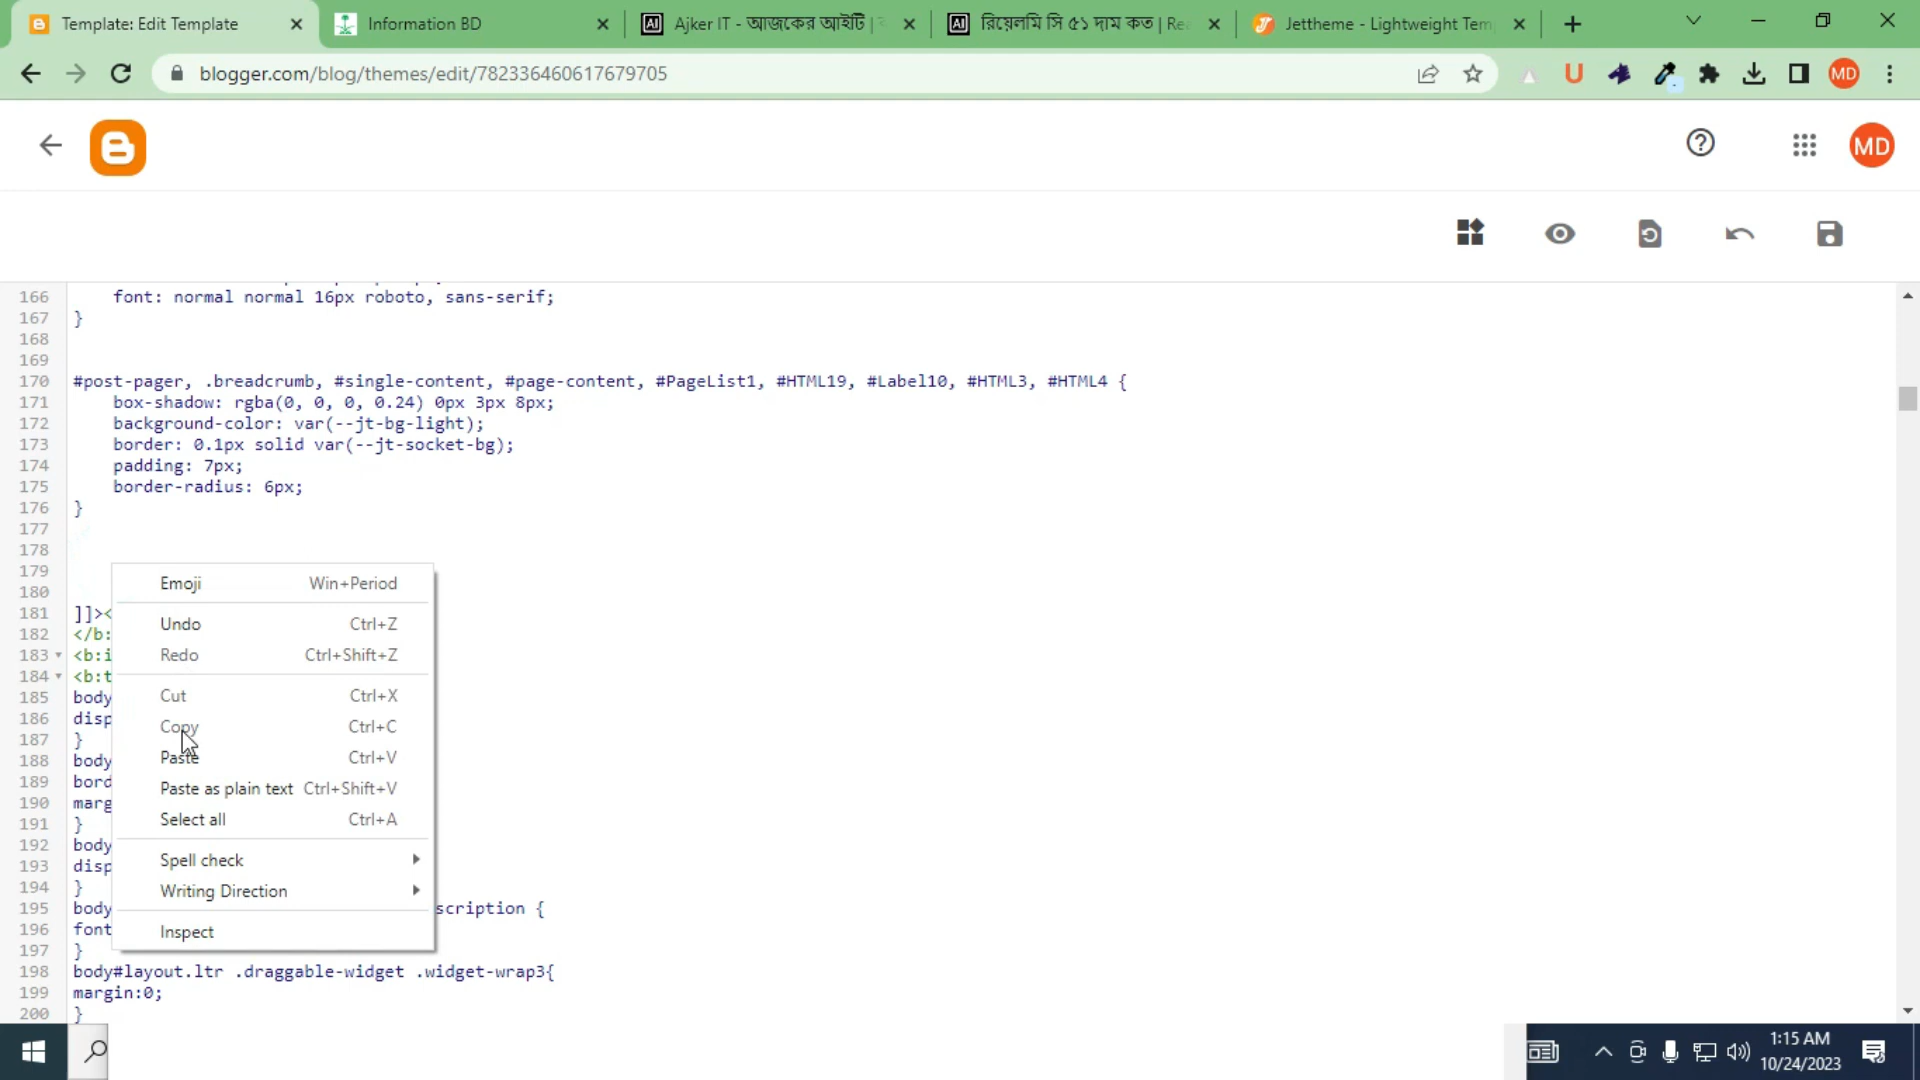 Template: Edit Template
Information BD
Ajker IT - আজকের আইটি |
রিয়েলমি সি ৫১ দাম কত | Re
Jettheme - Lightweight Tem
blogger.com/blog/themes/edit/782336460617679705
U
MD
MD
166 font: normal normal 16px roboto, sans-serif;
167 }
168
169
170 #post-pager, .breadcrumb, #single-content, #page-content, #PageList1, #HTML19, #Label10, #HTML3, #HTML4 {
171 box-shadow: rgba(0, 0, 0, 0.24) 0px 3px 8px;
172 background-color: var(--jt-bg-light);
173 border: 0.1px solid var(--jt-socket-bg);
174 padding: 7px;
175 border-radius: 6px;
176 }
177
178
179
180
181 ]]><
182 </b:
183 <b:i
184 <b:t
185 body
186 disp
187 }
188 body
189 bord
190 marg
191 }
192 body
193 disp
194 }
195 body scription {
196 font
197 }
198 body#layout.ltr .draggable-widget .widget-wrap3{
199 margin:0;
200 }
Emoji Win+Period
Undo Ctrl+Z
Redo Ctrl+Shift+Z
Cut Ctrl+X
Copy Ctrl+C
Paste Ctrl+V
Paste as plain text Ctrl+Shift+V
Select all Ctrl+A
Spell check
Writing Direction
Inspect
1:15 AM
10/24/2023